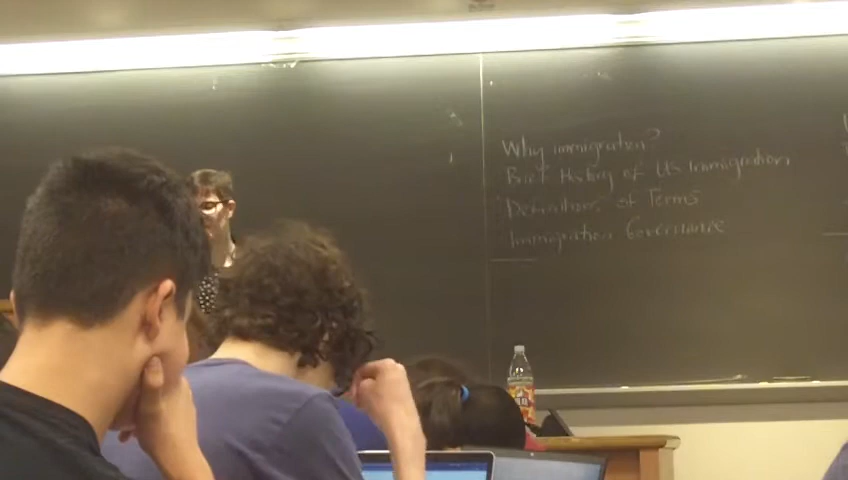 Why immigration?
Brief History of US Immigration
Definitions of Terms
Immigration Governance